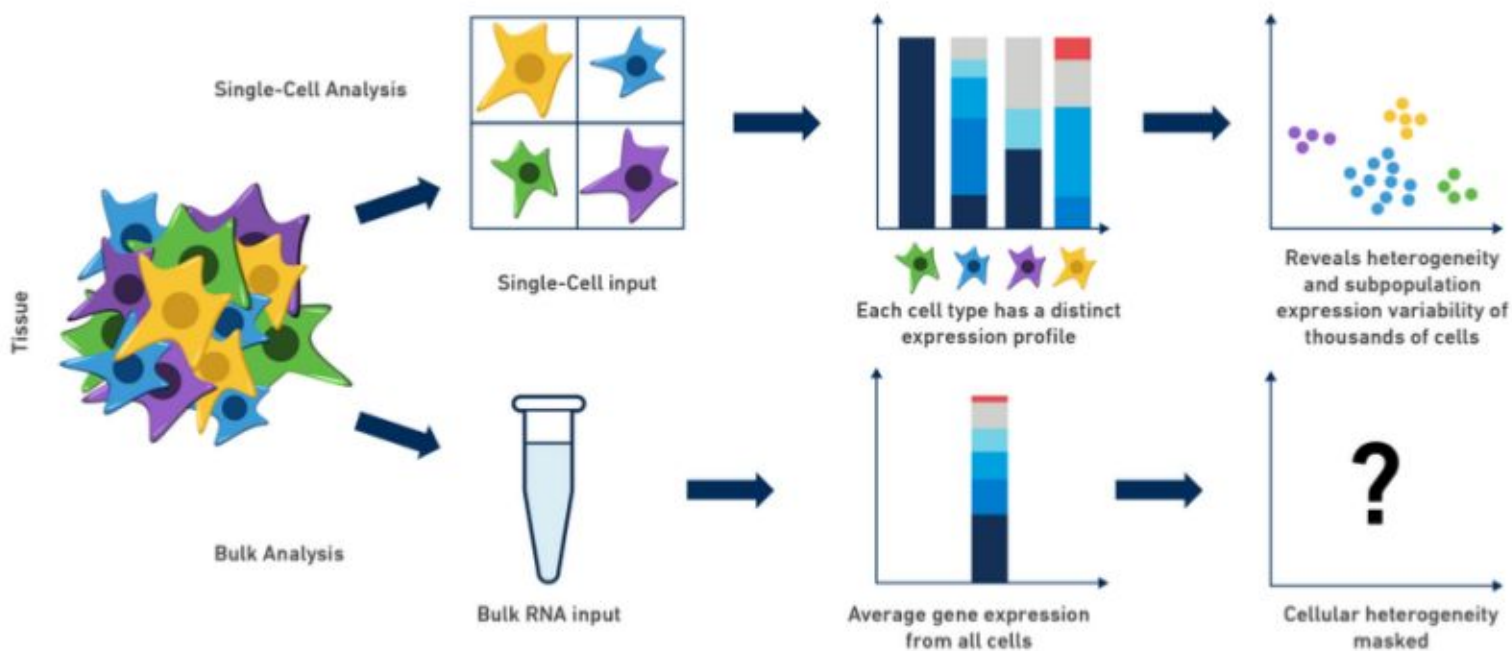 Single-Cell Analysis
Single-Cell input
Each cell type has a distinct
expression profile
Reveals heterogeneity
and subpopulation
expression variability of
thousands of cells
Tissue
Bulk Analysis
Bulk RNA input
Average gene expression
from all cells
?
Cellular heterogeneity
masked